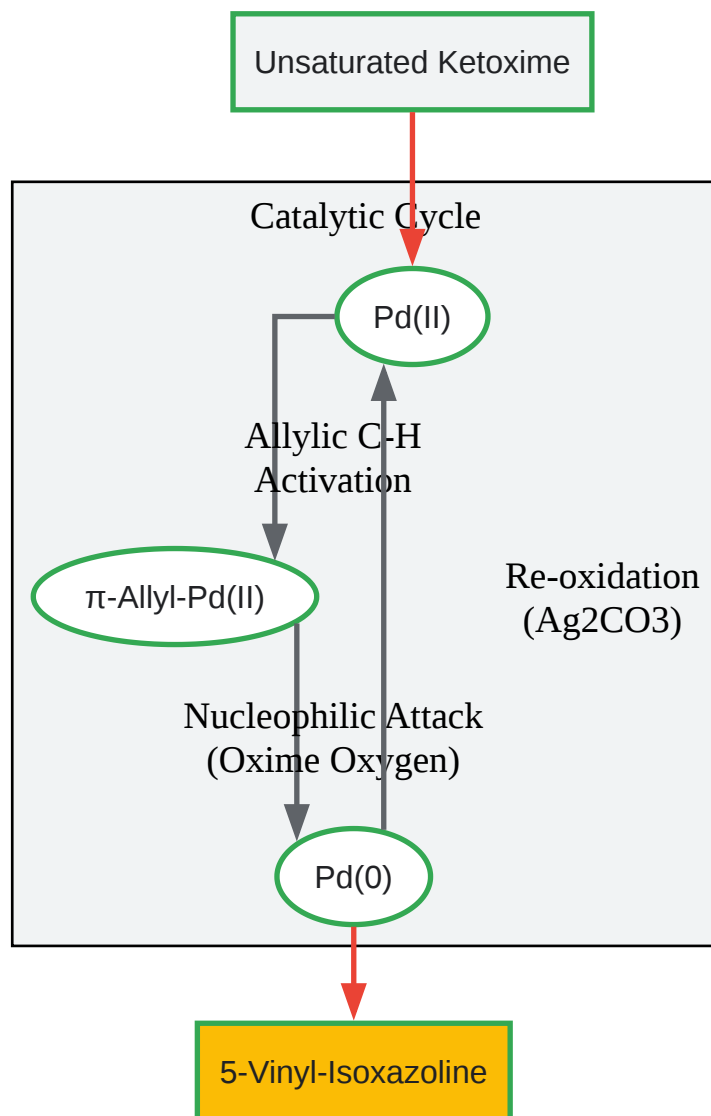 Unsaturated Ketoxime
Catalytic Cycle
Pd(II)
Allylic C-H
Activation
π-Allyl-Pd(II)
Re-oxidation
(Ag2CO3)
Nucleophilic Attack
(Oxime Oxygen)
Pd(0)
5-Vinyl-Isoxazoline